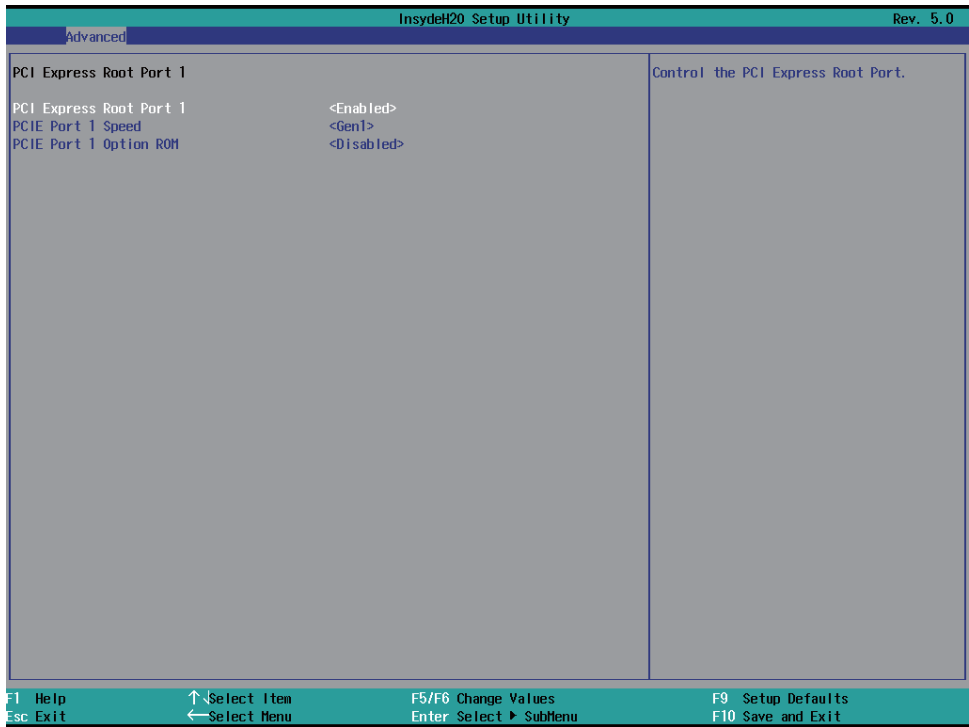 InsydeH20 Setup Utility Rev. 5.0
Advanced
PCI Express Root Port 1
Control the PCI Express Root Port.
PCI Express Root Port 1 <Enabled>
PCIE Port 1 Speed <Gen1>
PCIE Port 1 Option ROM <Disabled>
F1 Help ↑↓Select Item F5/F6 Change Values F9 Setup Defaults
Esc Exit ←Select Menu Enter Select ▶ SubMenu F10 Save and Exit